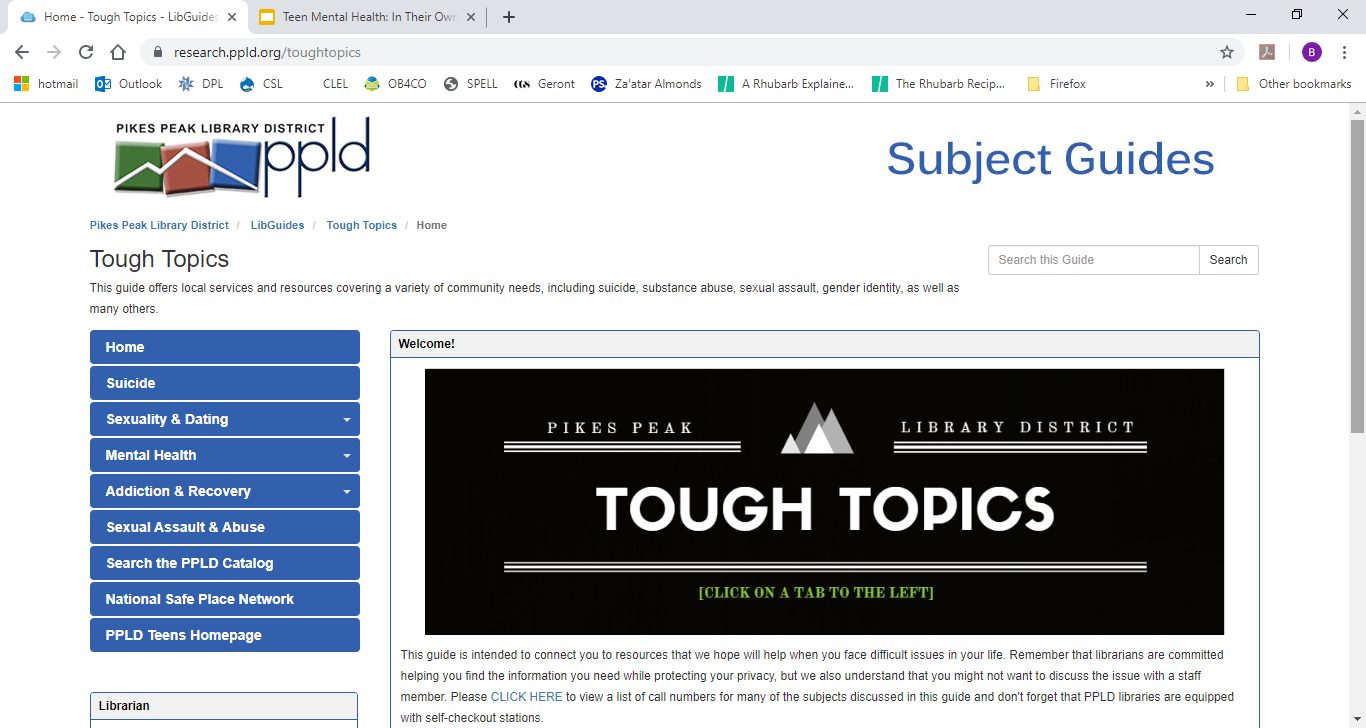 Home - Tough Topics - LibGuides
Teen Mental Health: In Their Own
research.ppld.org/toughtopics
B
hotmail
Outlook
DPL
CSL
CLEL
OB4CO
SPELL
Geront
PS
Za'atar Almonds
A Rhubarb Explaine...
The Rhubarb Recip...
Firefox
»
Other bookmarks
PIKES PEAK LIBRARY DISTRICT
ppld
Subject Guides
Pikes Peak Library District / LibGuides / Tough Topics / Home
Tough Topics
Search this Guide
Search
This guide offers local services and resources covering a variety of community needs, including suicide, substance abuse, sexual assault, gender identity, as well as
many others.
Home
Suicide
Sexuality & Dating
Mental Health
Addiction & Recovery
Sexual Assault & Abuse
Search the PPLD Catalog
National Safe Place Network
PPLD Teens Homepage
Librarian
Welcome!
PIKES PEAK
LIBRARY DISTRICT
TOUGH TOPICS
[CLICK ON A TAB TO THE LEFT]
This guide is intended to connect you to resources that we hope will help when you face difficult issues in your life. Remember that librarians are committed
helping you find the information you need while protecting your privacy, but we also understand that you might not want to discuss the issue with a staff
member. Please CLICK HERE to view a list of call numbers for many of the subjects discussed in this guide and don't forget that PPLD libraries are equipped
with self-checkout stations.